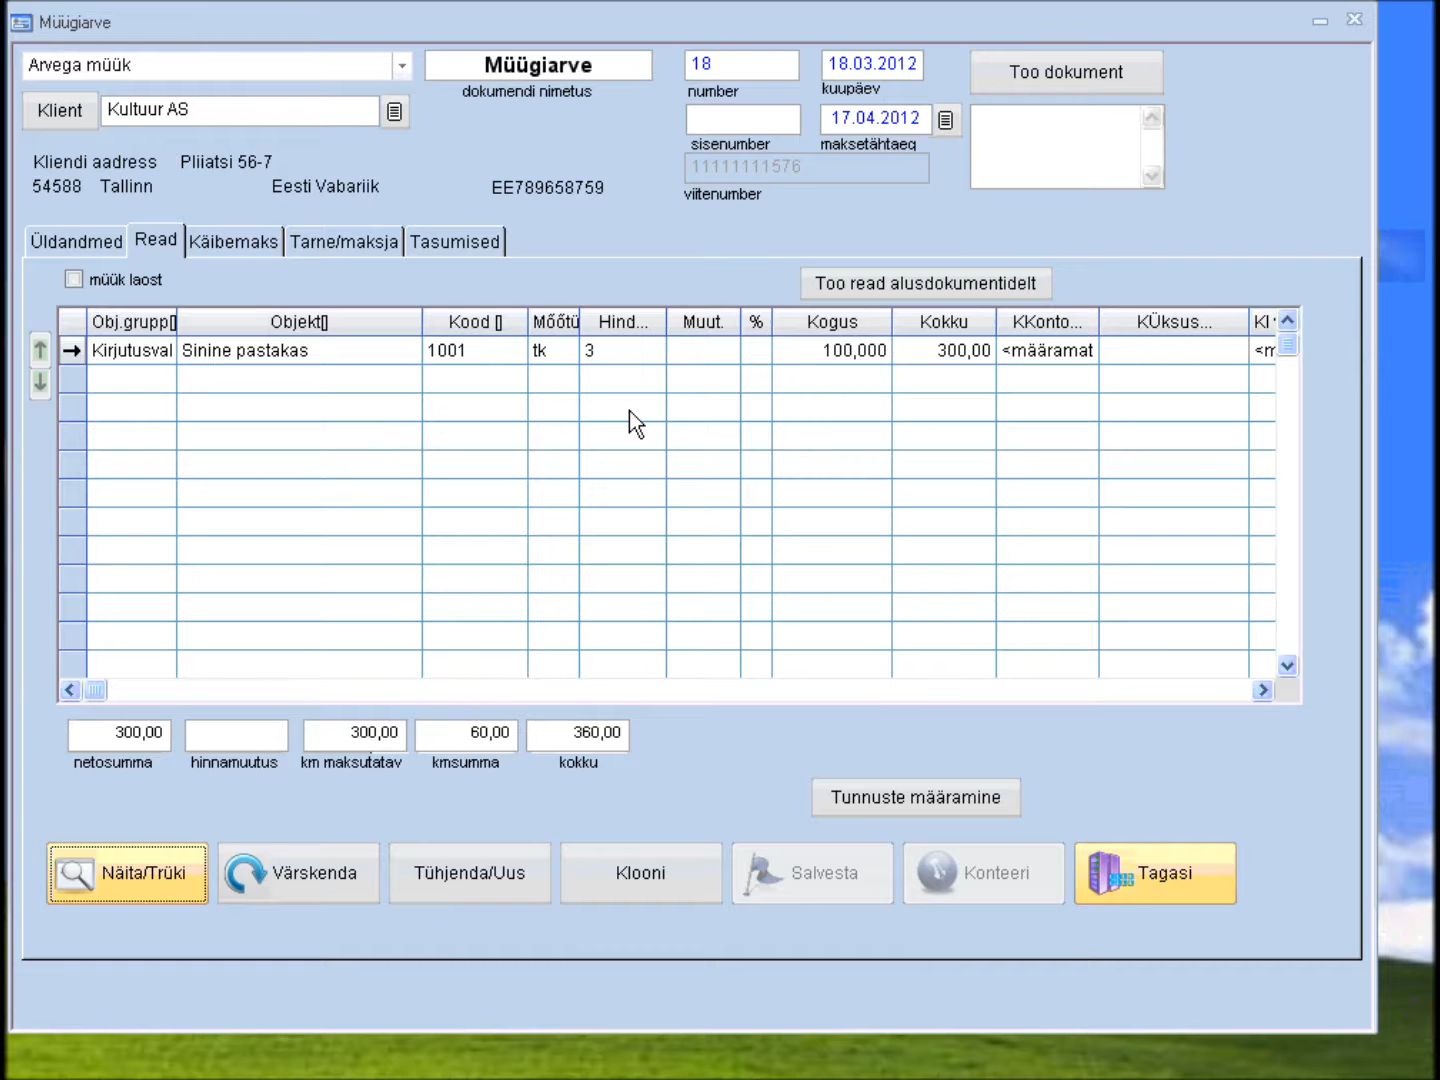 Müügiarve
Arvega müük
Müügiarve
dokumendi nimetus
18
number
18.03.2012
kuupäev
Too dokument
Klient
Kultuur AS
sisenumber
17.04.2012
maksetähtaeg
11111111576
viitenumber
Kliendi aadress Pliiatsi 56-7
54588 Tallinn Eesti Vabariik EE789658759
Üldandmed Read Käibemaks Tarne/maksja Tasumised
müük laost
Too read alusdokumentidelt
Obj.grupp[] Objekt[] Kood [] Mõõtü Hind... Muut. % Kogus Kokku KKonto... KÜksus...
Kirjutusval Sinine pastakas 1001 tk 3 100,000 300,00 <määramat <m
300,00 300,00 60,00 360,00
netosumma hinnamuutus km maksutatav kmsumma kokku
Tunnuste määramine
Näita/Trüki Värskenda Tühjenda/Uus Klooni Salvesta Konteeri Tagasi